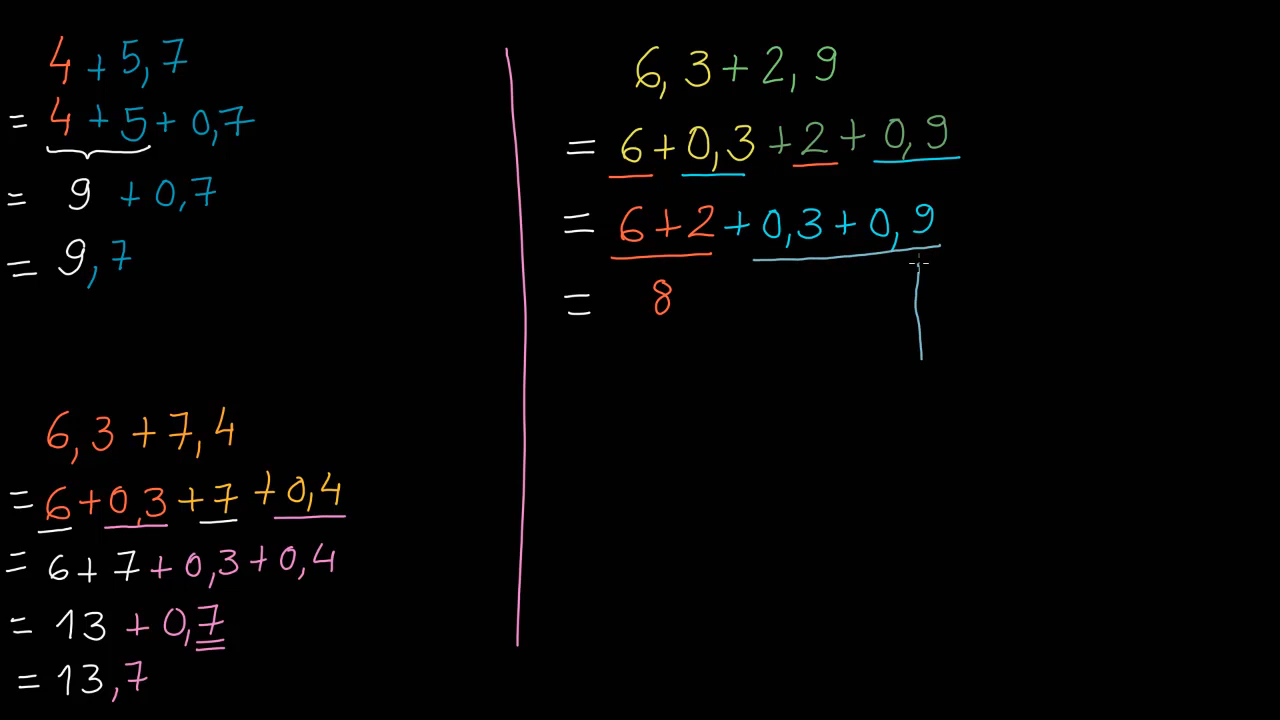 4 + 5,7
= 4 + 5 + 0,7
= 9 + 0,7
= 9,7
6,3 + 7,4
= 6 + 0,3 + 7 + 0,4
= 6 + 7 + 0,3 + 0,4
= 13 + 0,7
= 13,7
6,3 + 2,9
= 6 + 0,3 + 2 + 0,9
= 6 + 2 + 0,3 + 0,9
= 8